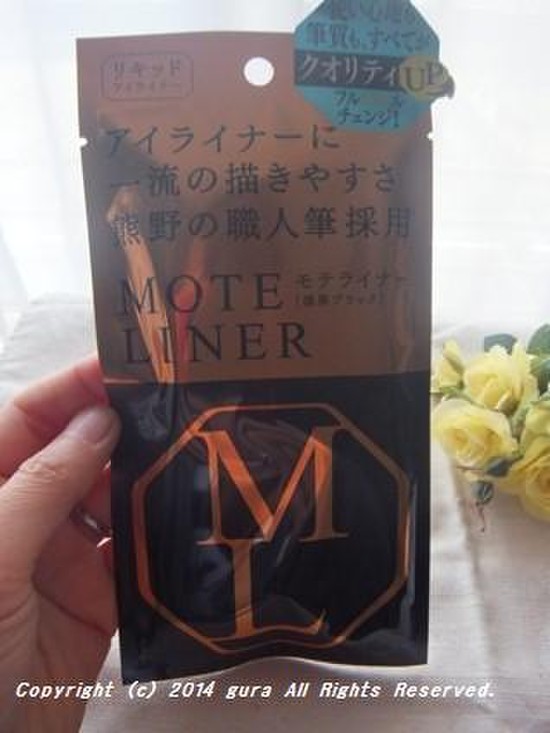 使い心地も
筆質も、すべてが
クオリティUP
フルール
チェンジ!
リキッド
アイライナー
アイライナーに
一流の描きやすさ
熊野の職人筆採用
MOTE
LINER
モテライナー
ML
Copyright (c) 2014 gura All Rights Reserved.